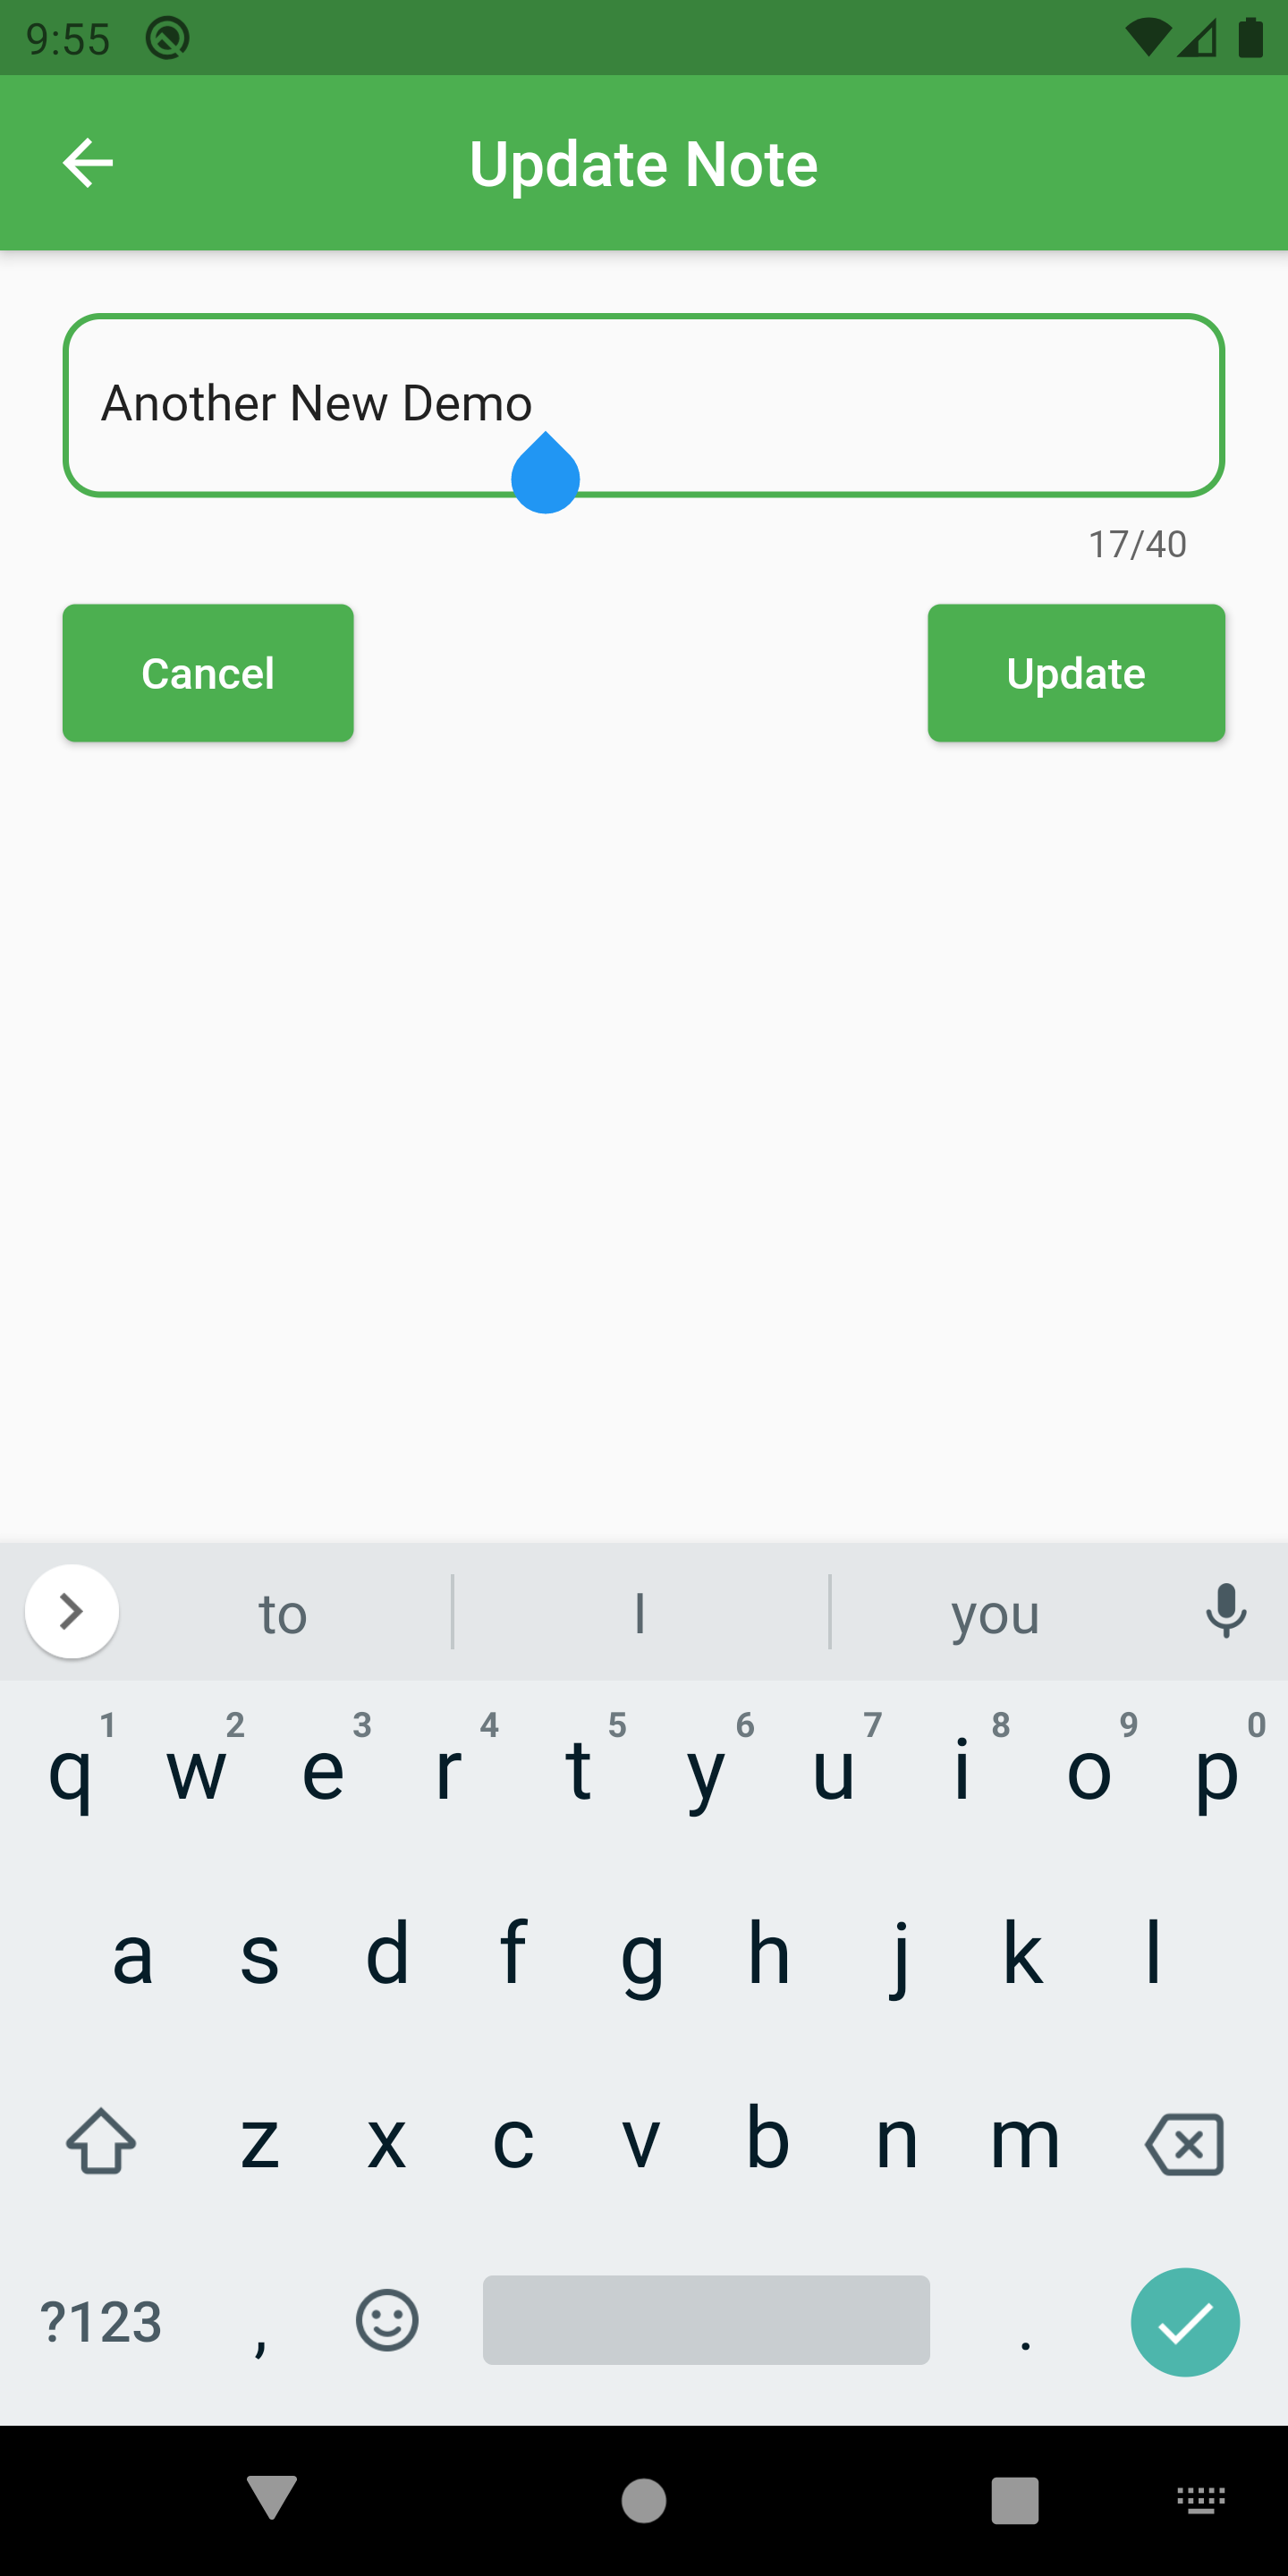 9:55
Update Note
Another New Demo
17/40
Cancel Update
to I you
1 2 3 4 5 6 7 8 9 0
q w e r t y u i o p
a s d f g h j k l
z x c v b n m
?123 , .